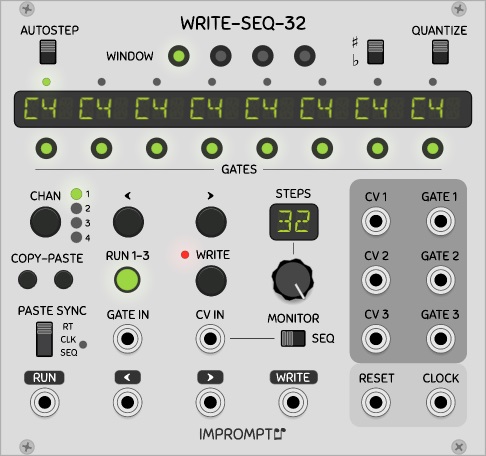 WRITE-SEQ-32
AUTOSTEP
WINDOW
♯
♭
QUANTIZE
C4 C4 C4 C4 C4 C4 C4 C4
GATES
CHAN
1
2
3
4
<
>
STEPS
32
CV 1 GATE 1
COPY-PASTE
RUN 1-3
WRITE
CV 2 GATE 2
PASTE SYNC
RT
CLK
SEQ
GATE IN
CV IN
MONITOR
SEQ
CV 3 GATE 3
RUN
<
>
WRITE
RESET CLOCK
IMPROMPTU